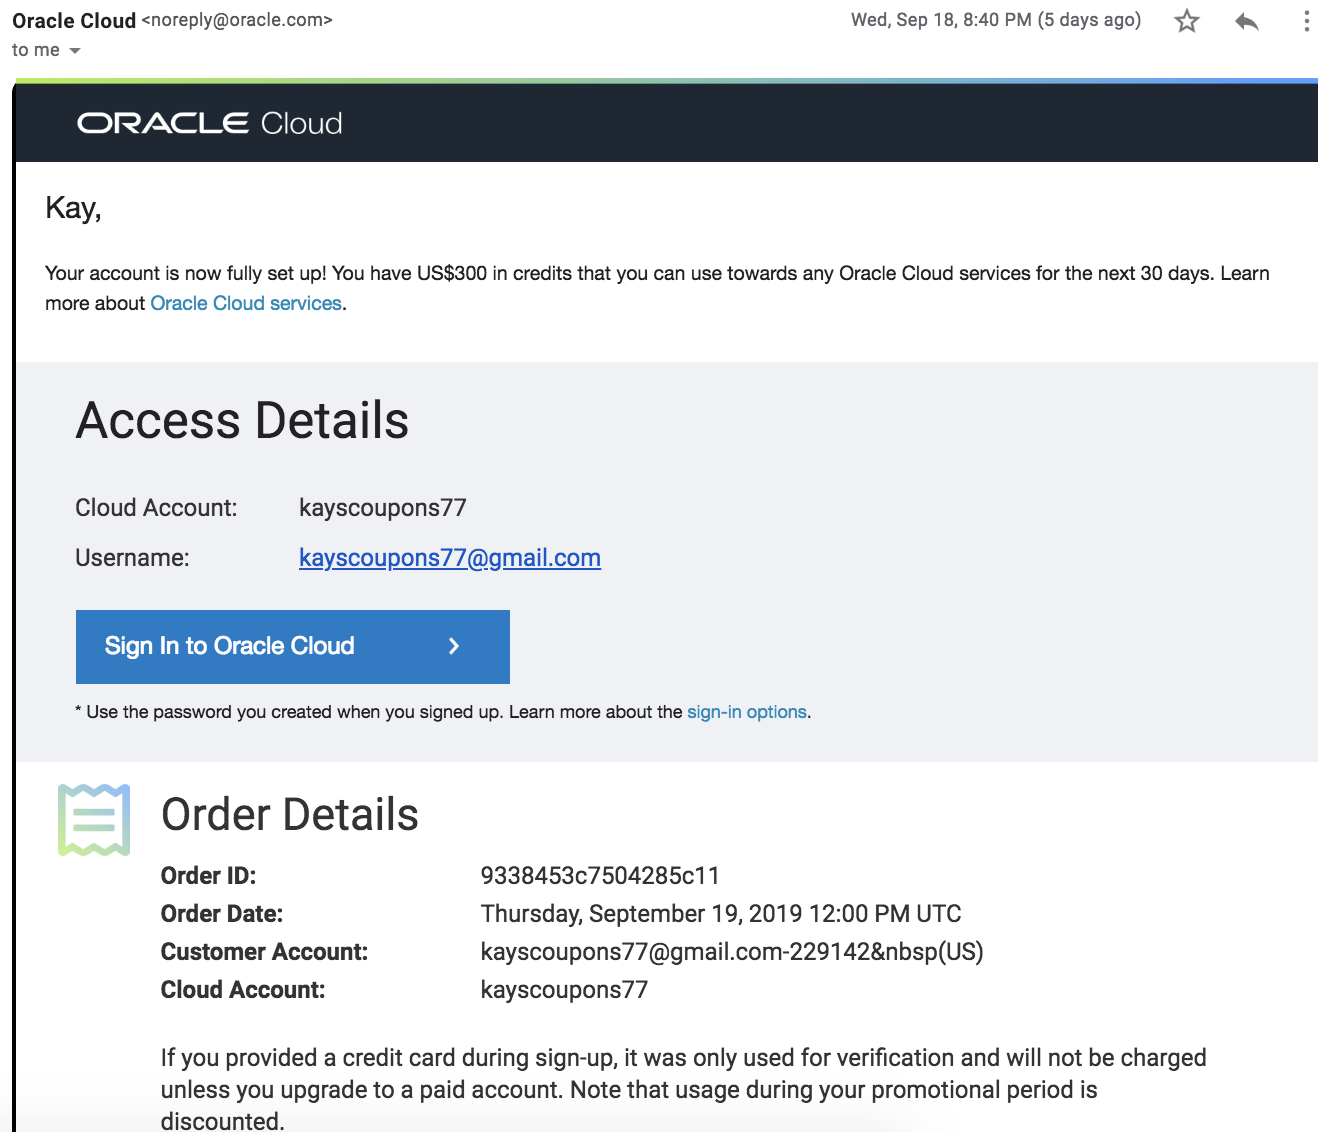 Oracle Cloud <noreply@oracle.com>
Wed, Sep 18, 8:40 PM (5 days ago)
to me
ORACLE Cloud
Kay,
Your account is now fully set up! You have US$300 in credits that you can use towards any Oracle Cloud services for the next 30 days. Learn
more about Oracle Cloud services.
Access Details
Cloud Account: kayscoupons77
Username: kayscoupons77@gmail.com
Sign In to Oracle Cloud
* Use the password you created when you signed up. Learn more about the sign-in options.
Order Details
Order ID: 9338453c7504285c11
Order Date: Thursday, September 19, 2019 12:00 PM UTC
Customer Account: kayscoupons77@gmail.com-229142&nbsp(US)
Cloud Account: kayscoupons77
If you provided a credit card during sign-up, it was only used for verification and will not be charged
unless you upgrade to a paid account. Note that usage during your promotional period is
discounted.